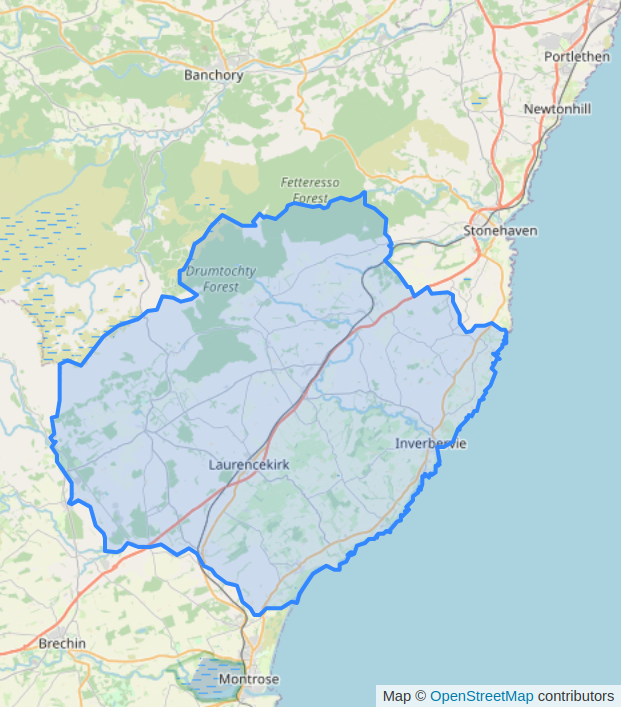 Portlethen
Banchory
Newtonhill
Fetteresso
Forest
Stonehaven
Drumtochty
Forest
Inverbervie
Laurencekirk
Brechin
Montrose
Map © OpenStreetMap contributors